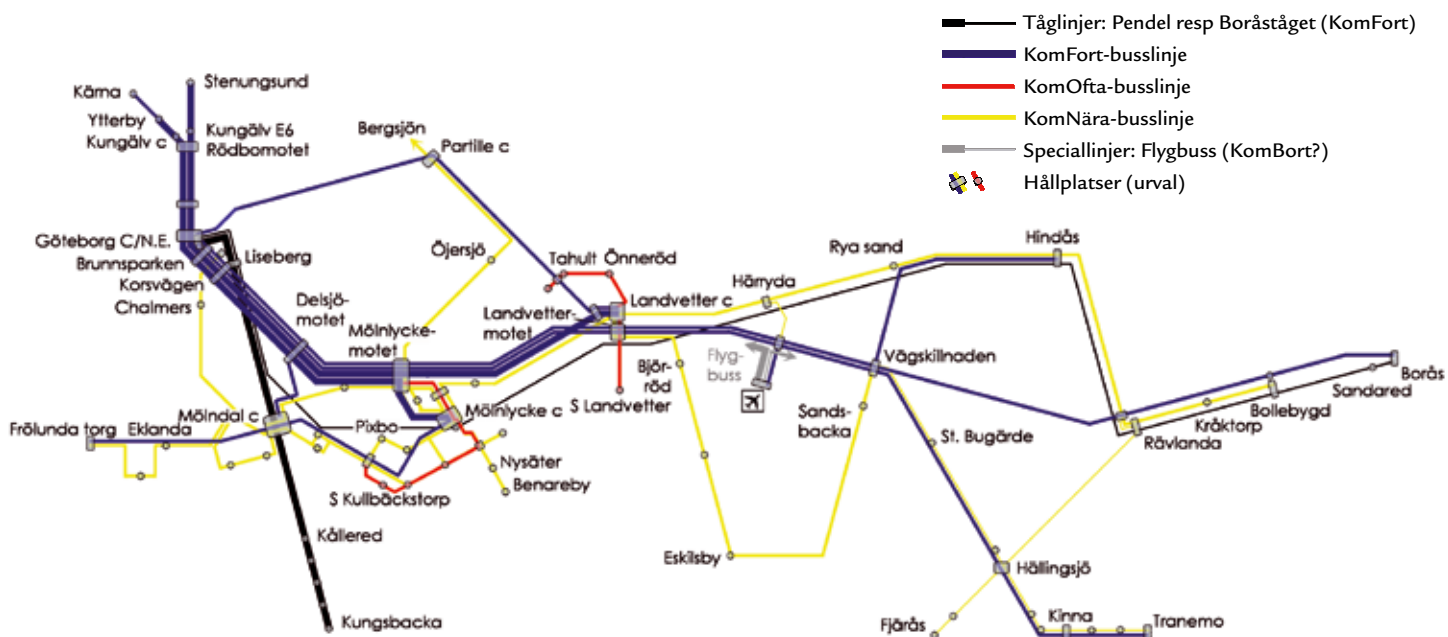 Tåglinjer: Pendel resp Boråståget (KomFort)
KomFort-busslinje
KomOfta-busslinje
KomNära-busslinje
Speciallinjer: Flygbuss (KomBort?)
Hållplatser (urval)
Stenungsund
Kärna
Ytterby
Kungälv c
Kungälv E6
Rödbomotet
Bergsjön
Partille c
Göteborg C/N.E.
Brunnsparken
Korsvägen
Chalmers
Liseberg
Öjersjö
Delsjö-
motet
Mölnlycke-
motet
Tahult
Önneröd
Landvetter-
motet
Landvetter c
Härryda
Rya sand
Hindås
Flyg-
buss
Björ-
röd
S Landvetter
Vägskillnaden
Sands-
backa
St. Bugärde
Borås
Sandared
Bollebygd
Kråktorp
Rävlanda
Mölndal c
Frölunda torg
Eklanda
Pixbo
Mölnlycke c
Nysäter
Benareby
S Kullbäckstorp
Kållered
Kungsbacka
Eskilsby
Hällingsjö
Fjärås
Kinna
Tranemo